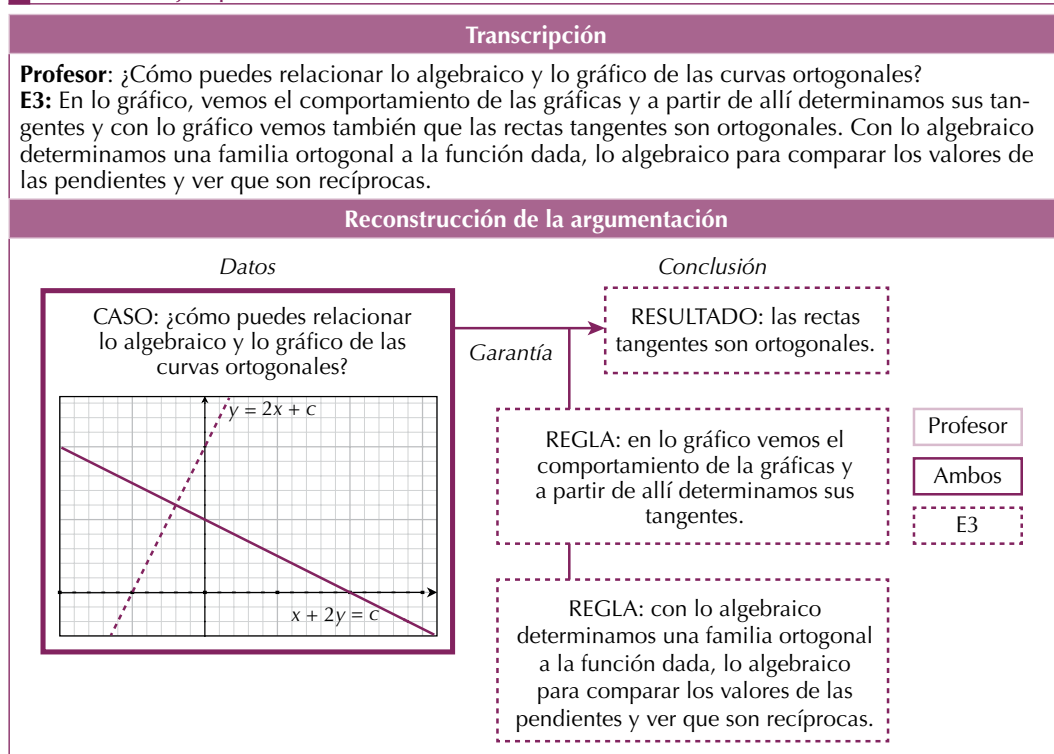 Transcripción
Profesor: ¿Cómo puedes relacionar lo algebraico y lo gráfico de las curvas ortogonales?
E3: En lo gráfico, vemos el comportamiento de las gráficas y a partir de allí determinamos sus tan-
gentes y con lo gráfico vemos también que las rectas tangentes son ortogonales. Con lo algebraico
determinamos una familia ortogonal a la función dada, lo algebraico para comparar los valores de
las pendientes y ver que son recíprocas.
Reconstrucción de la argumentación
Datos
CASO: ¿cómo puedes relacionar
lo algebraico y lo gráfico de las
curvas ortogonales?
y = 2x + c
x + 2y = c
Garantía
Conclusión
RESULTADO: las rectas
tangentes son ortogonales.
REGLA: en lo gráfico vemos el
comportamiento de la gráficas y
a partir de allí determinamos sus
tangentes.
REGLA: con lo algebraico
determinamos una familia ortogonal
a la función dada, lo algebraico
para comparar los valores de las
pendientes y ver que son recíprocas.
Profesor
Ambos
E3